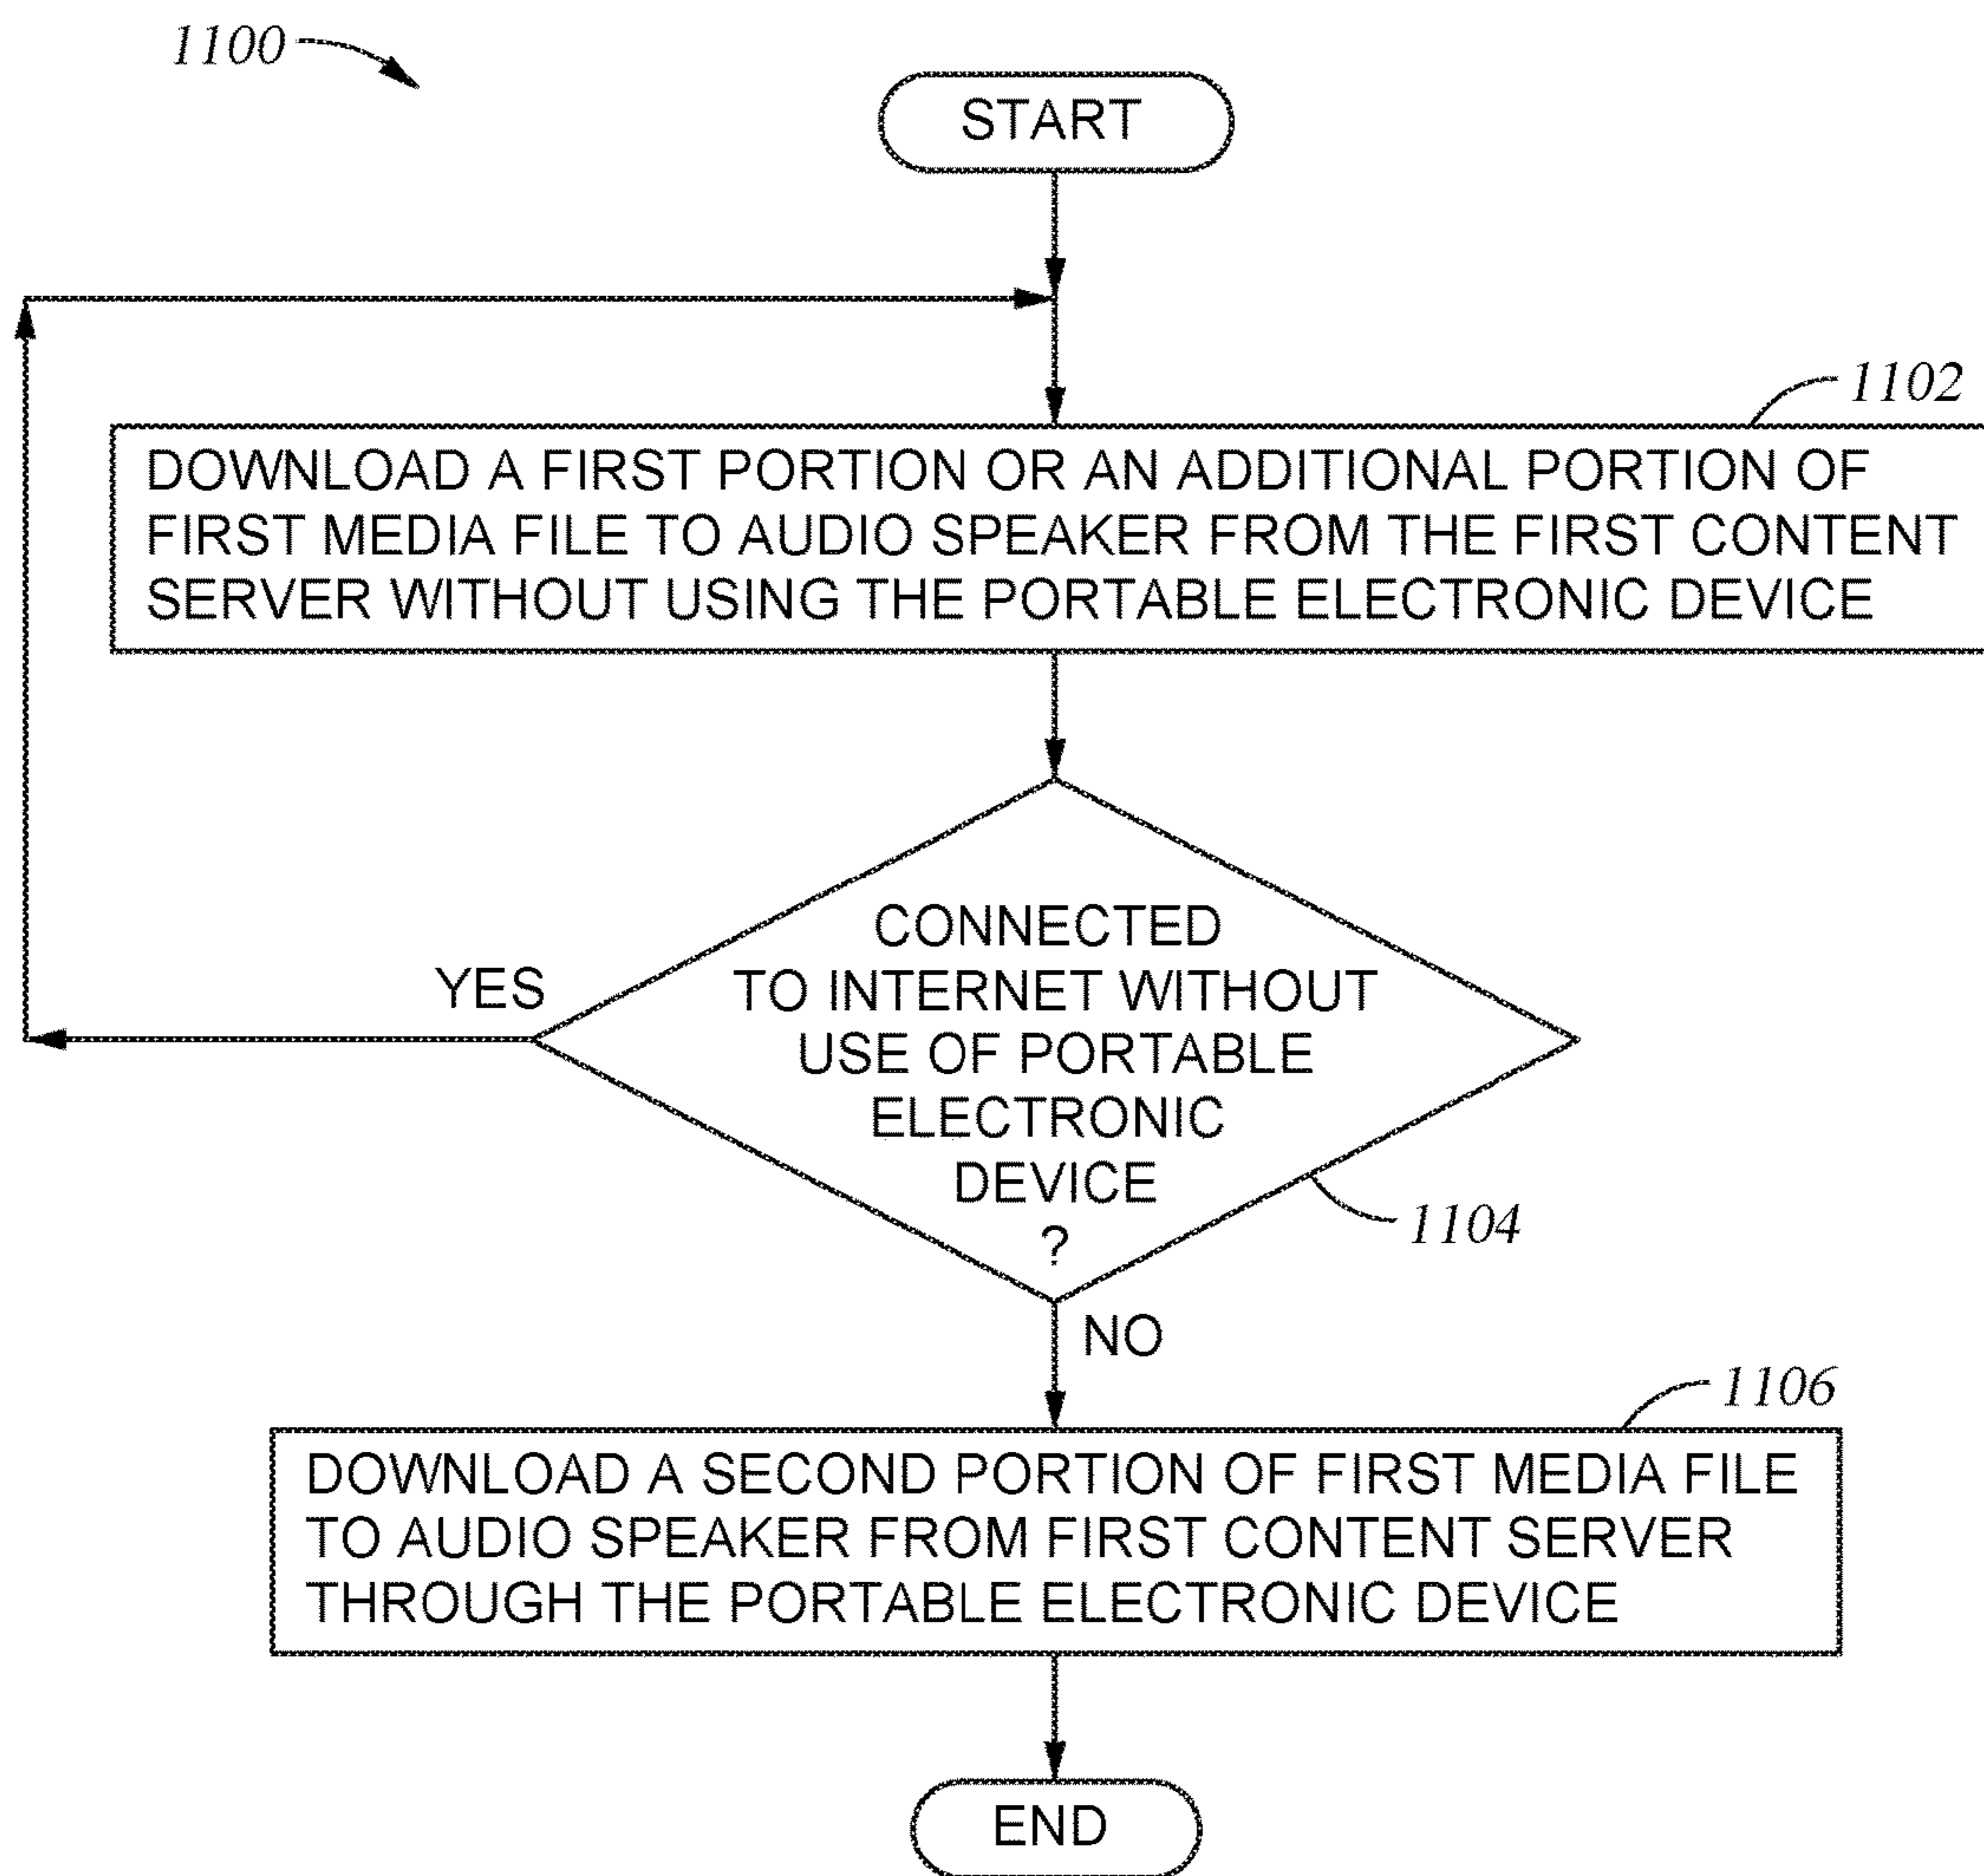 1100
START
1102
DOWNLOAD A FIRST PORTION OR AN ADDITIONAL PORTION OF
FIRST MEDIA FILE TO AUDIO SPEAKER FROM THE FIRST CONTENT
SERVER WITHOUT USING THE PORTABLE ELECTRONIC DEVICE
CONNECTED
YES
TO INTERNET WITHOUT
USE OF PORTABLE
ELECTRONIC
DEVICE
?
1104
NO
1106
DOWNLOAD A SECOND PORTION OF FIRST MEDIA FILE
TO AUDIO SPEAKER FROM FIRST CONTENT SERVER
THROUGH THE PORTABLE ELECTRONIC DEVICE
END